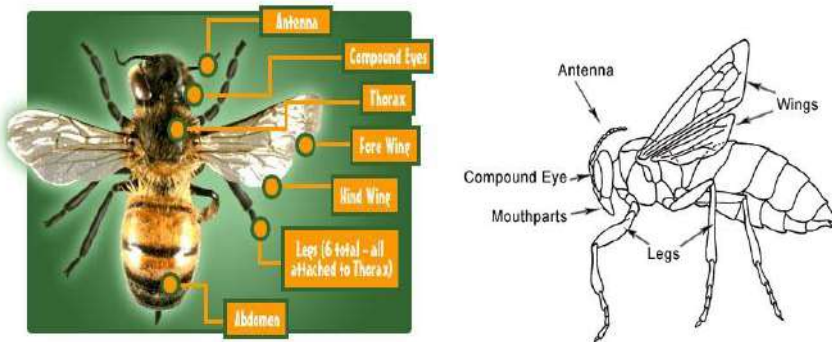 Antenna
Compound Eyes
Thorax
Fore Wing
Hind Wing
Legs (6 total - all
attached to Thorax)
Abdomen
Antenna
Wings
Compound Eye
Mouthparts
Legs